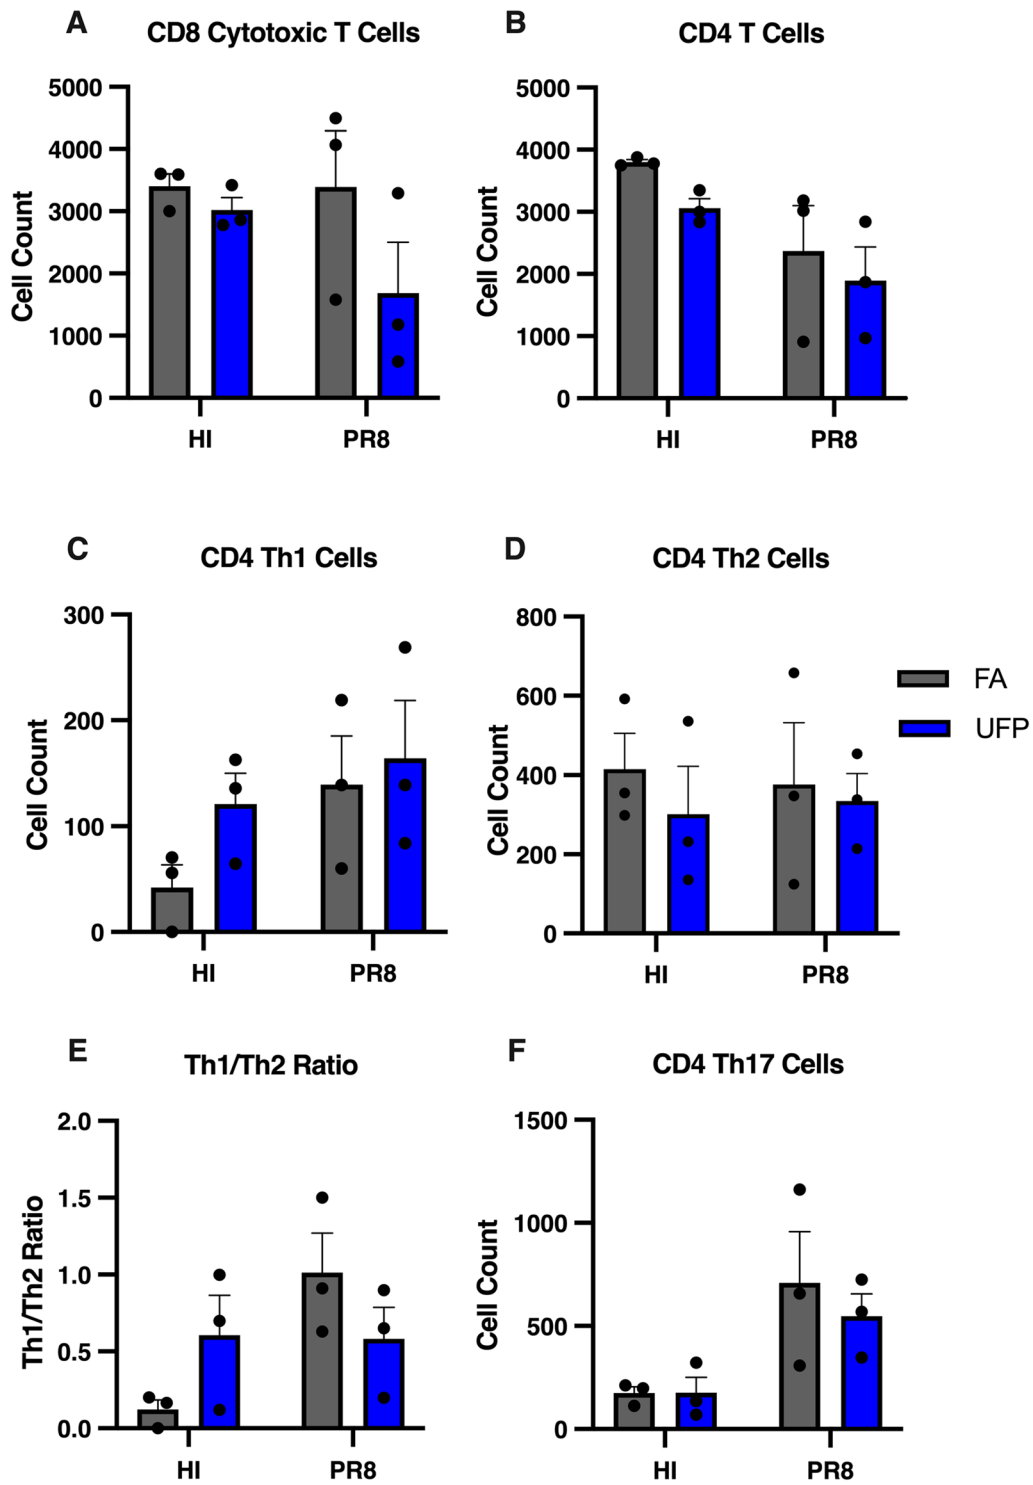 A
CD8 Cytotoxic T Cells
Cell Count
5000
4000
3000
2000
1000
0
HI
PR8
B
CD4 T Cells
Cell Count
5000
4000
3000
2000
1000
0
HI
PR8
C
CD4 Th1 Cells
Cell Count
300
200
100
0
HI
PR8
D
CD4 Th2 Cells
Cell Count
800
600
400
200
0
HI
PR8
FA
UFP
E
Th1/Th2 Ratio
Th1/Th2 Ratio
2.0
1.5
1.0
0.5
0.0
HI
PR8
F
CD4 Th17 Cells
Cell Count
1500
1000
500
0
HI
PR8